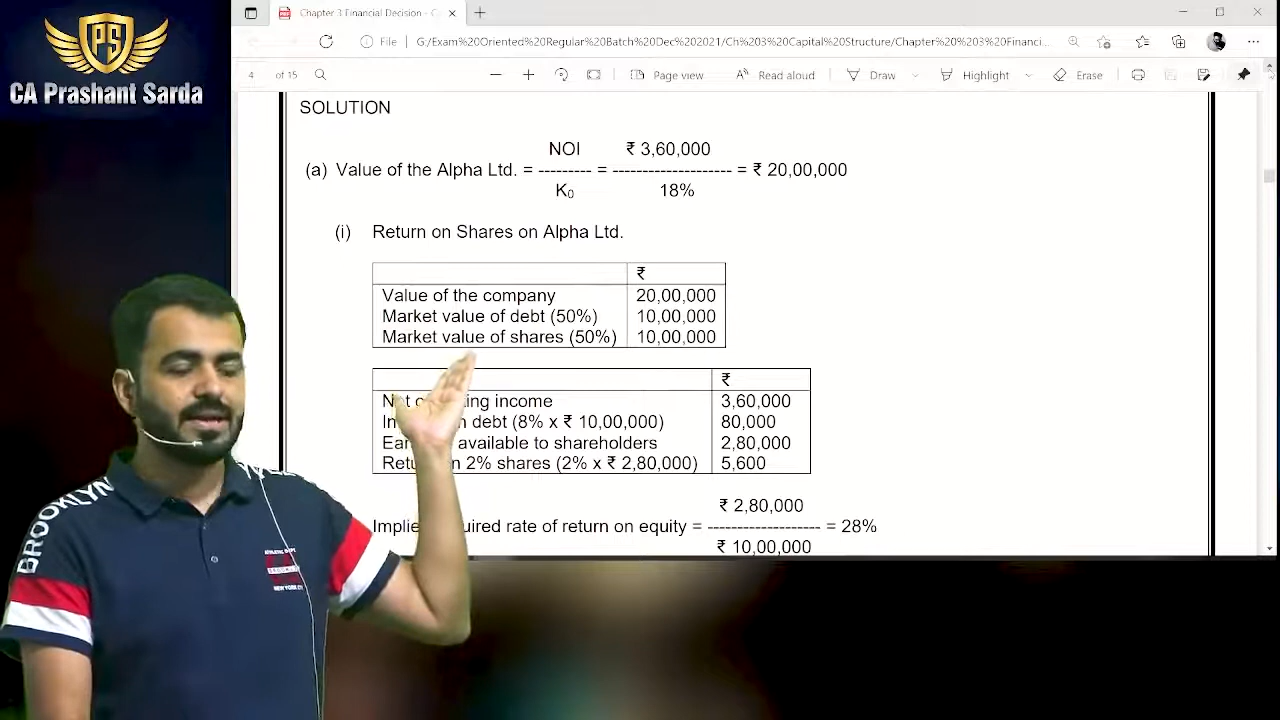 PS
CA Prashant Sarda
Chapter 3 Financial Decision - C
File G:/Exam%20Oriented%20Regular%20Batch%20Dec%202021/Ch%203%20Capital%20Structure/Chapter%20%203%20Financi...
4 of 15 Page view Read aloud Draw Highlight Erase
SOLUTION
NOI ₹ 3,60,000
(a) Value of the Alpha Ltd. = --------- = --------------------- = ₹ 20,00,000
K₀ 18%
(i) Return on Shares on Alpha Ltd.
₹
Value of the company 20,00,000
Market value of debt (50%) 10,00,000
Market value of shares (50%) 10,00,000
₹
ing income 3,60,000
debt (8% x ₹ 10,00,000) 80,000
available to shareholders 2,80,000
2% shares (2% x ₹ 2,80,000) 5,600
₹ 2,80,000
rate of return on equity = -------------------- = 28%
₹ 10,00,000
BROOKLYN
NEW YORK